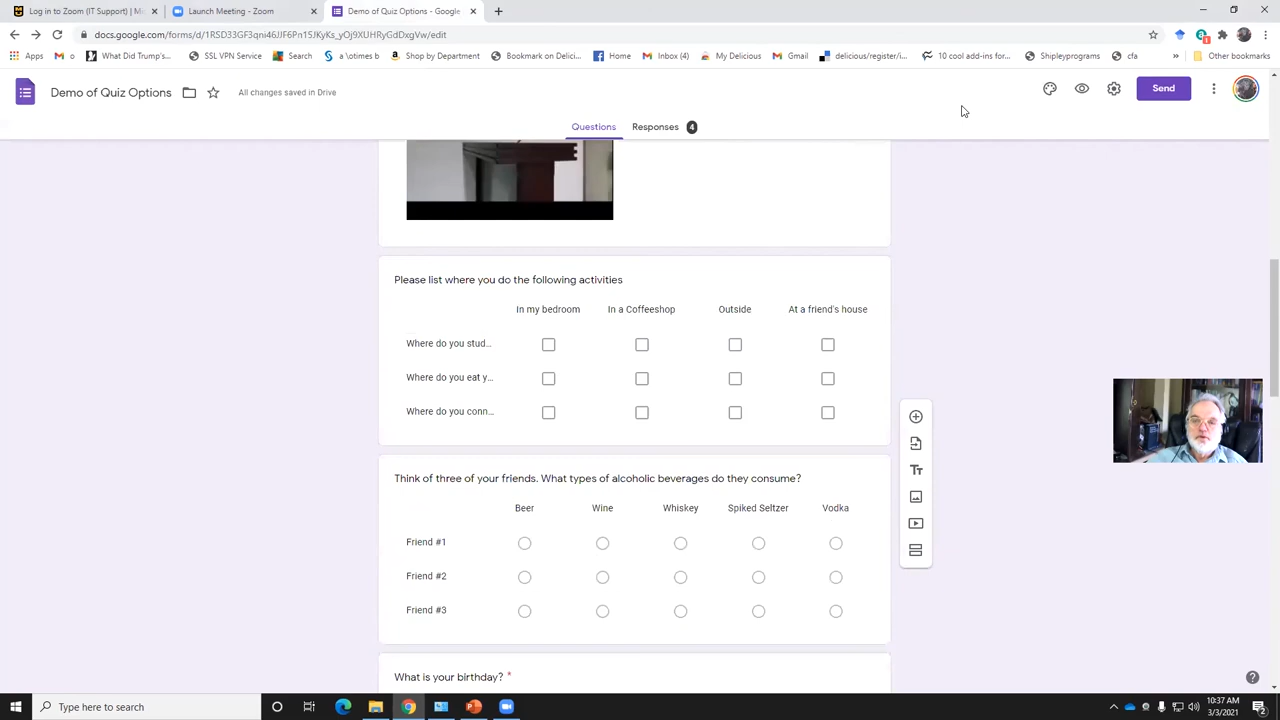 Log in to Zoom (IT Support) | Mi
Launch Meeting - Zoom
Demo of Quiz Options - Google
docs.google.com/forms/d/1RSD33GF3qni46JJF6Pn15JKyKs_yOj9XUHRyGdDxgVw/edit
Apps
What Did Trump's...
SSL VPN Service
Search
a \otimes b
Shop by Department
Bookmark on Delici...
Home
Inbox (4)
My Delicious
Gmail
delicious/register/i...
10 cool add-ins for...
Shipleyprograms
cfa
»
Other bookmarks
Demo of Quiz Options
All changes saved in Drive
Send
Questions
Responses 4
Please list where you do the following activities
In my bedroom In a Coffeeshop Outside At a friend's house
Where do you stud...
Where do you eat y...
Where do you conn...
Think of three of your friends. What types of alcoholic beverages do they consume?
Beer Wine Whiskey Spiked Seltzer Vodka
Friend #1
Friend #2
Friend #3
What is your birthday? *
Type here to search
10:37 AM
3/3/2021